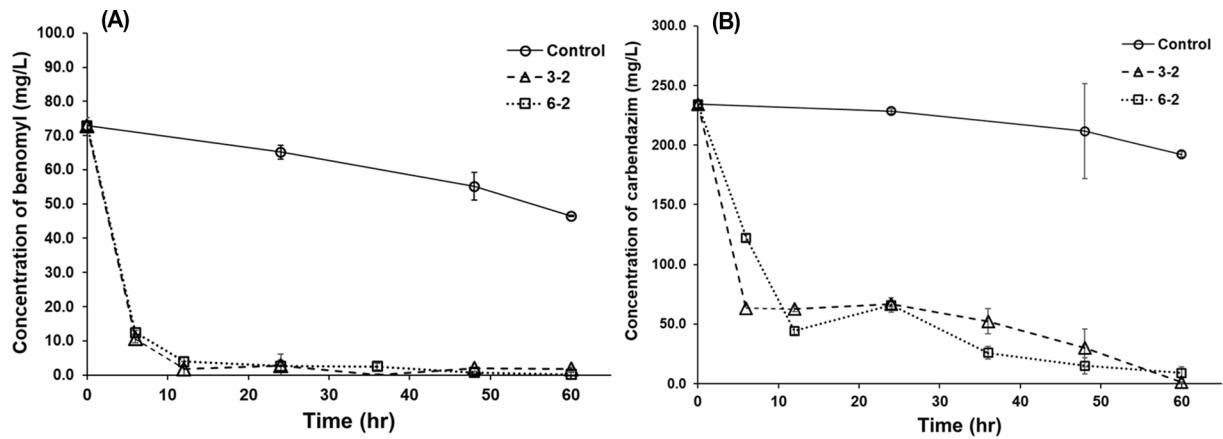 (A)
100.0
90.0
80.0
70.0
60.0
50.0
40.0
30.0
20.0
10.0
0.0
Concentration of benomyl (mg/L)
Control
3-2
6-2
0 10 20 30 40 50 60
Time (hr)
(B)
300.0
250.0
200.0
150.0
100.0
50.0
0.0
Concentration of carbendazim (mg/L)
Control
3-2
6-2
0 10 20 30 40 50 60
Time (hr)